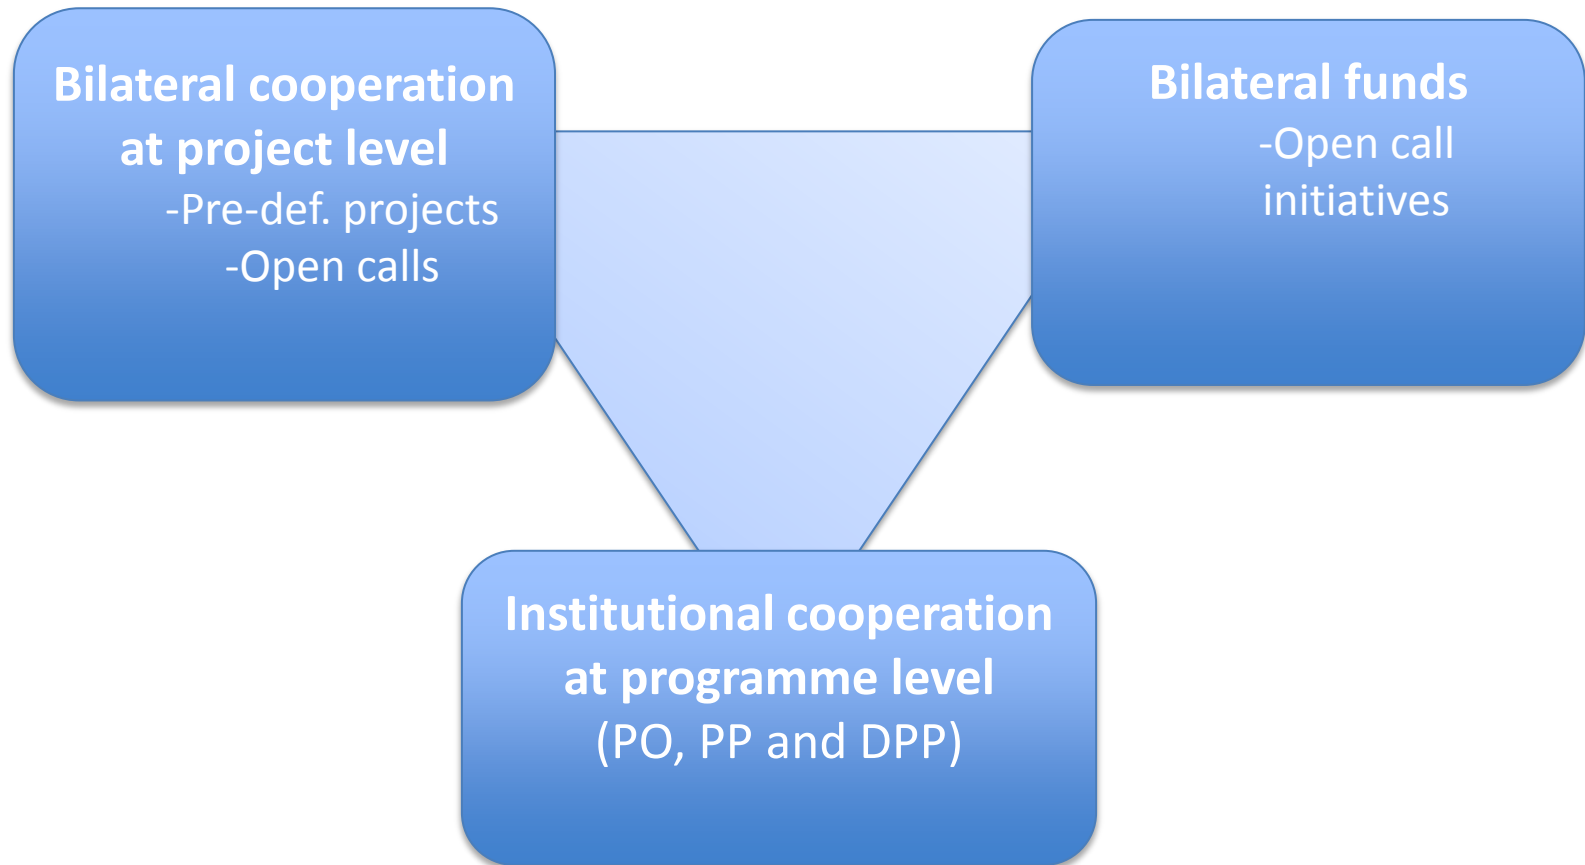 Bilateral cooperation
at project level
-Pre-def. projects
-Open calls
Bilateral funds
-Open call
initiatives
Institutional cooperation
at programme level
(PO, PP and DPP)